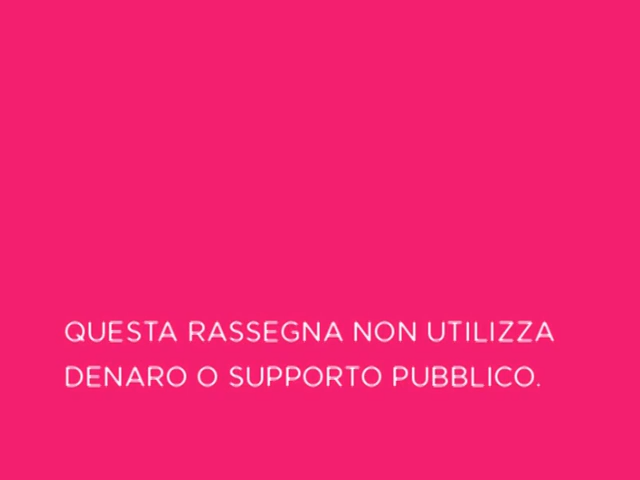 QUESTA RASSEGNA NON UTILIZZA
DENARO O SUPPORTO PUBBLICO.